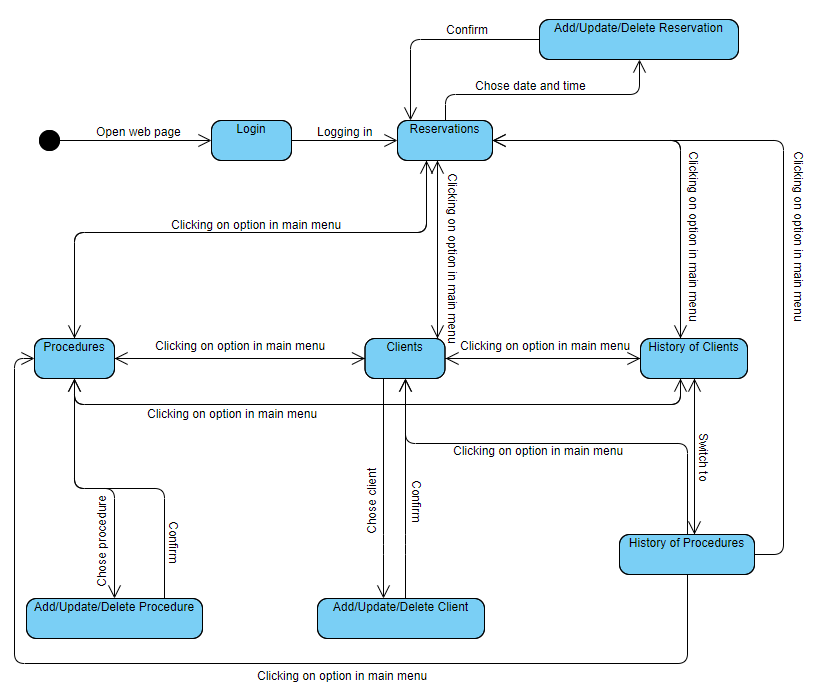 Confirm
Add/Update/Delete Reservation
Chose date and time
Open web page
Login
Logging in
Reservations
Clicking on option in main menu
Clicking on option in main menu
Clicking on option in main menu
Clicking on option in main menu
Procedures
Clicking on option in main menu
Clients
Clicking on option in main menu
History of Clients
Clicking on option in main menu
Clicking on option in main menu
Switch to
Chose procedure
Confirm
Chose client
Confirm
History of Procedures
Add/Update/Delete Procedure
Add/Update/Delete Client
Clicking on option in main menu